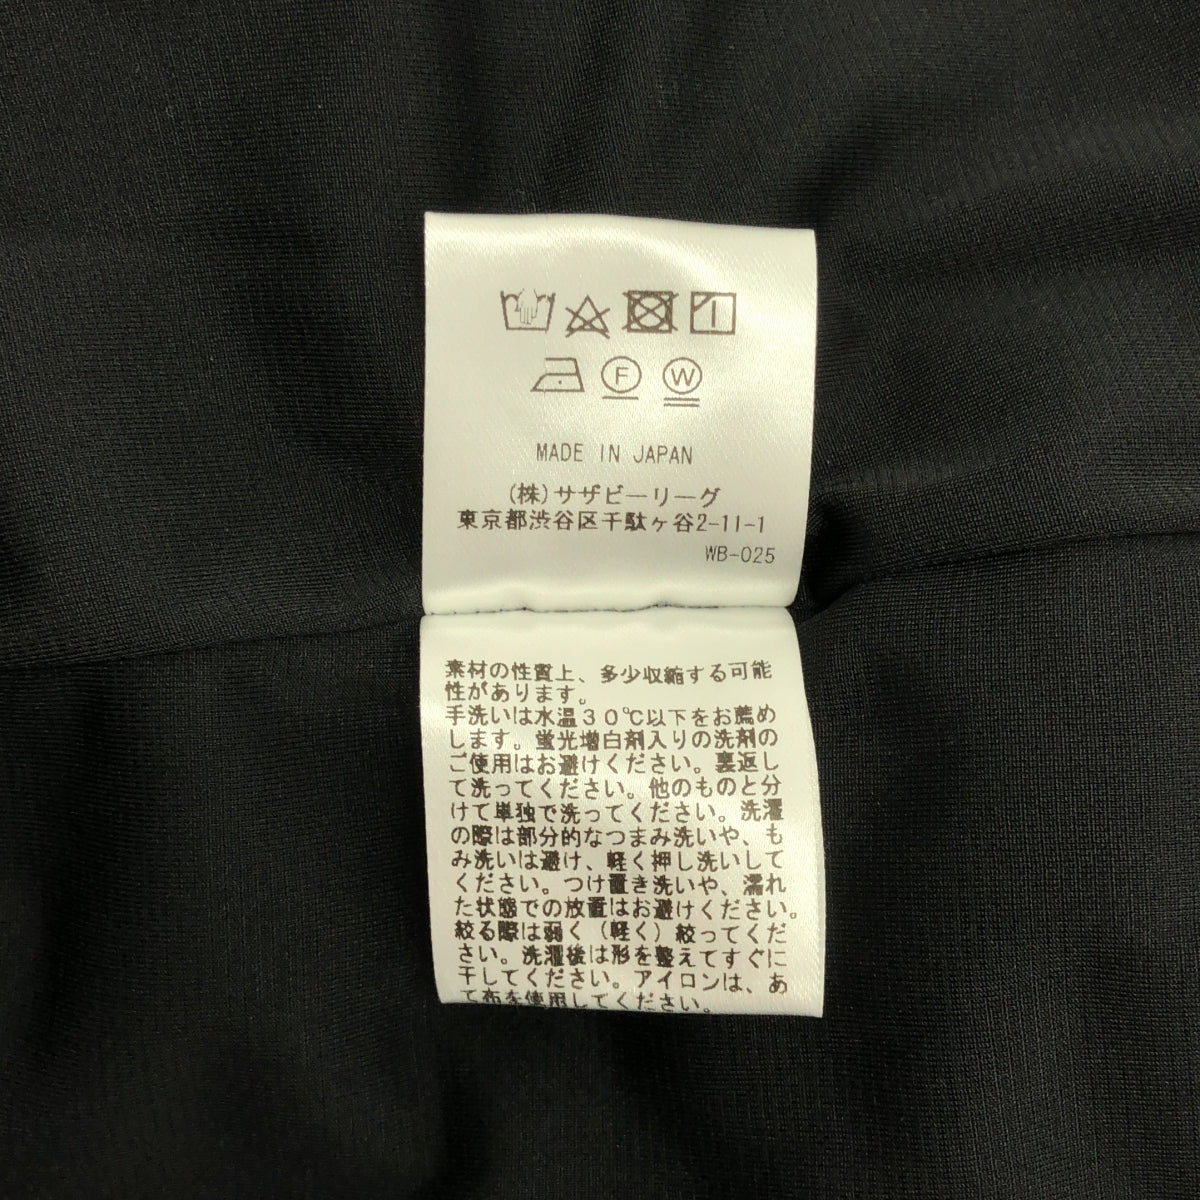 F W
MADE IN JAPAN
(株)サザビーリーグ
東京都渋谷区千駄ヶ谷2-11-1
WB-025
素材の性質上、多少収縮する可能
性があります。
手洗いは水温30℃以下をお薦め
します。蛍光増白剤入りの洗剤の
ご使用はお避けください。裏返し
て洗ってください。他のものと分
けて単独で洗ってください。洗濯
の際は部分的なつまみ洗いや、も
み洗いは避け、軽く押し洗いして
ください。つけ置き洗いや、濡れ
た状態での放置はお避けください。
絞る際は弱く(軽く)絞ってくだ
さい。洗濯後は形を整えてすぐに
干してください。アイロンは、あ
て布を使用してください。